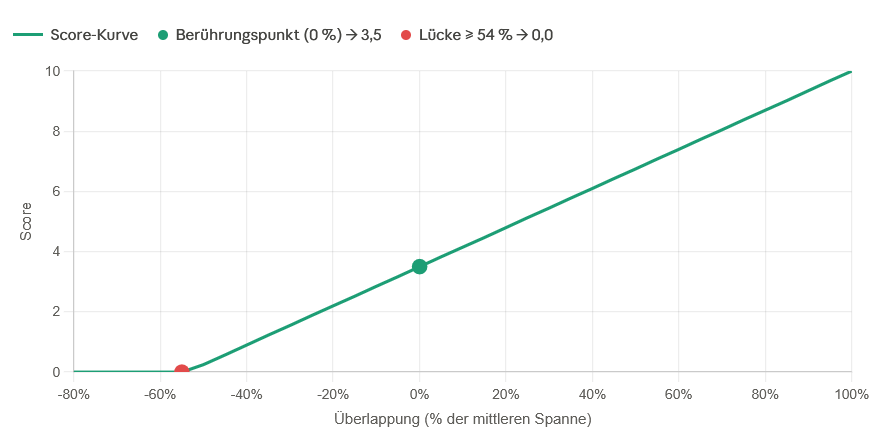 Score-Kurve Berührungspunkt (0 %) → 3,5 Lücke ≥ 54 % → 0,0
10
8
6
4
2
0
Score
-80% -60% -40% -20% 0% 20% 40% 60% 80% 100%
Überlappung (% der mittleren Spanne)